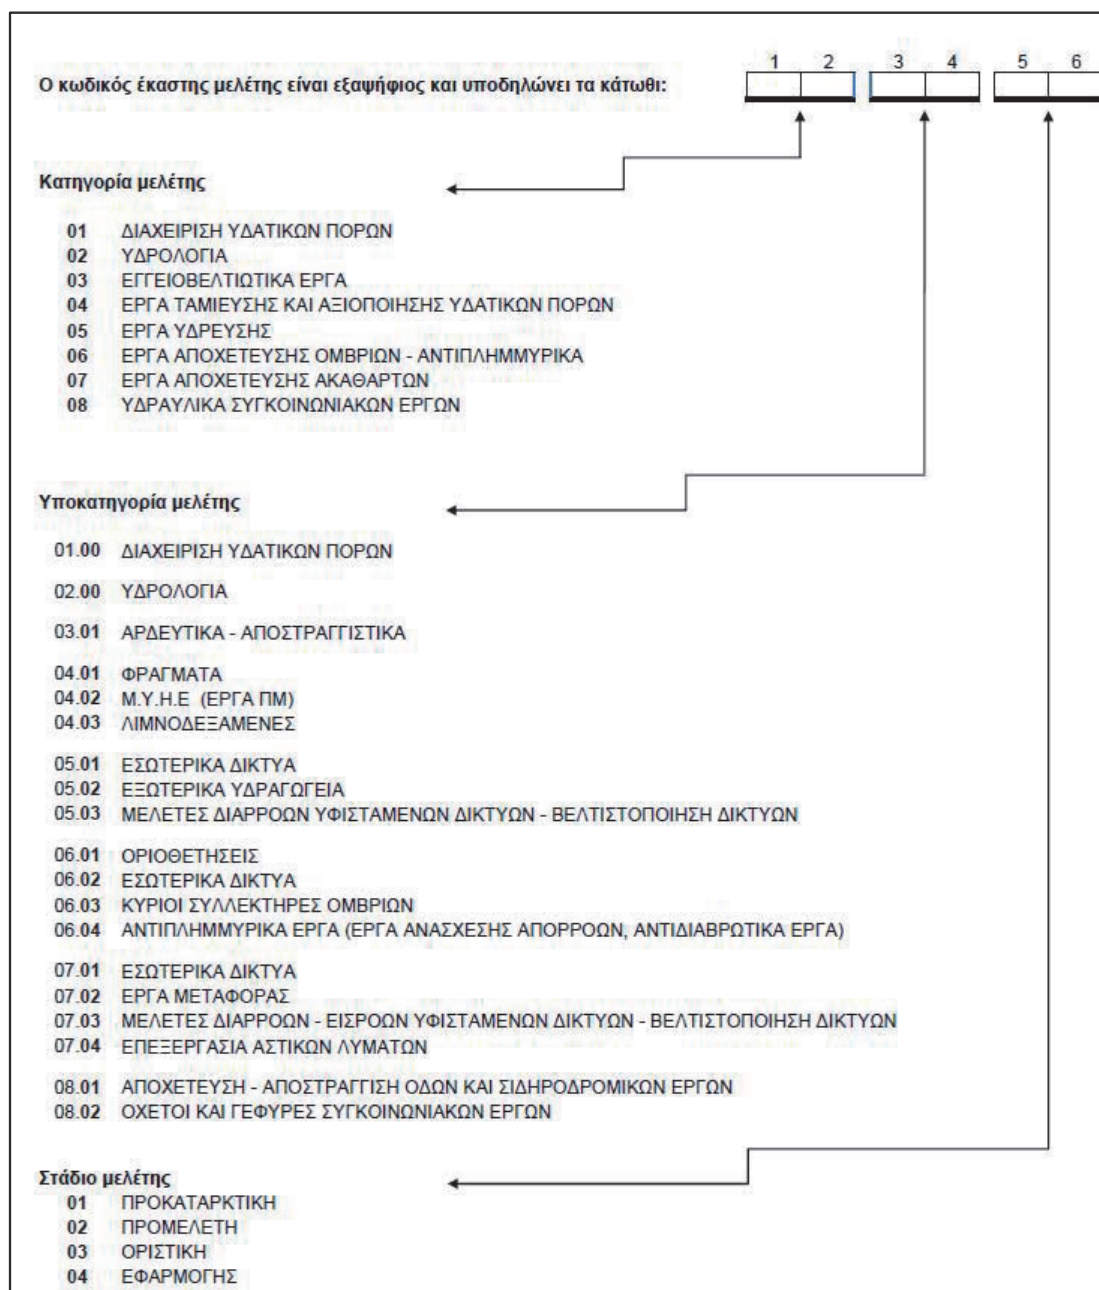 1 2 3 4 5 6
Ο κωδικός έκαστης μελέτης είναι εξαψήφιος και υποδηλώνει τα κάτωθι:
Κατηγορία μελέτης
01 ΔΙΑΧΕΙΡΙΣΗ ΥΔΑΤΙΚΩΝ ΠΟΡΩΝ
02 ΥΔΡΟΛΟΓΙΑ
03 ΕΓΓΕΙΟΒΕΛΤΙΩΤΙΚΑ ΕΡΓΑ
04 ΕΡΓΑ ΤΑΜΙΕΥΣΗΣ ΚΑΙ ΑΞΙΟΠΟΙΗΣΗΣ ΥΔΑΤΙΚΩΝ ΠΟΡΩΝ
05 ΕΡΓΑ ΥΔΡΕΥΣΗΣ
06 ΕΡΓΑ ΑΠΟΧΕΤΕΥΣΗΣ ΟΜΒΡΙΩΝ - ΑΝΤΙΠΛΗΜΜΥΡΙΚΑ
07 ΕΡΓΑ ΑΠΟΧΕΤΕΥΣΗΣ ΑΚΑΘΑΡΤΩΝ
08 ΥΔΡΑΥΛΙΚΑ ΣΥΓΚΟΙΝΩΝΙΑΚΩΝ ΕΡΓΩΝ
Υποκατηγορία μελέτης
01.00 ΔΙΑΧΕΙΡΙΣΗ ΥΔΑΤΙΚΩΝ ΠΟΡΩΝ
02.00 ΥΔΡΟΛΟΓΙΑ
03.01 ΑΡΔΕΥΤΙΚΑ - ΑΠΟΣΤΡΑΓΓΙΣΤΙΚΑ
04.01 ΦΡΑΓΜΑΤΑ
04.02 Μ.Υ.Η.Ε (ΕΡΓΑ ΠΜ)
04.03 ΛΙΜΝΟΔΕΞΑΜΕΝΕΣ
05.01 ΕΣΩΤΕΡΙΚΑ ΔΙΚΤΥΑ
05.02 ΕΞΩΤΕΡΙΚΑ ΥΔΡΑΓΩΓΕΙΑ
05.03 ΜΕΛΕΤΕΣ ΔΙΑΡΡΟΩΝ ΥΦΙΣΤΑΜΕΝΩΝ ΔΙΚΤΥΩΝ - ΒΕΛΤΙΣΤΟΠΟΙΗΣΗ ΔΙΚΤΥΩΝ
06.01 ΟΡΙΟΘΕΤΗΣΕΙΣ
06.02 ΕΣΩΤΕΡΙΚΑ ΔΙΚΤΥΑ
06.03 ΚΥΡΙΟΙ ΣΥΛΛΕΚΤΗΡΕΣ ΟΜΒΡΙΩΝ
06.04 ΑΝΤΙΠΛΗΜΜΥΡΙΚΑ ΕΡΓΑ (ΕΡΓΑ ΑΝΑΣΧΕΣΗΣ ΑΠΟΡΡΟΩΝ, ΑΝΤΙΔΙΑΒΡΩΤΙΚΑ ΕΡΓΑ)
07.01 ΕΣΩΤΕΡΙΚΑ ΔΙΚΤΥΑ
07.02 ΕΡΓΑ ΜΕΤΑΦΟΡΑΣ
07.03 ΜΕΛΕΤΕΣ ΔΙΑΡΡΟΩΝ - ΕΙΣΡΟΩΝ ΥΦΙΣΤΑΜΕΝΩΝ ΔΙΚΤΥΩΝ - ΒΕΛΤΙΣΤΟΠΟΙΗΣΗ ΔΙΚΤΥΩΝ
07.04 ΕΠΕΞΕΡΓΑΣΙΑ ΑΣΤΙΚΩΝ ΛΥΜΑΤΩΝ
08.01 ΑΠΟΧΕΤΕΥΣΗ - ΑΠΟΣΤΡΑΓΓΙΣΗ ΟΔΩΝ ΚΑΙ ΣΙΔΗΡΟΔΡΟΜΙΚΩΝ ΕΡΓΩΝ
08.02 ΟΧΕΤΟΙ ΚΑΙ ΓΕΦΥΡΕΣ ΣΥΓΚΟΙΝΩΝΙΑΚΩΝ ΕΡΓΩΝ
Στάδιο μελέτης
01 ΠΡΟΚΑΤΑΡΚΤΙΚΗ
02 ΠΡΟΜΕΛΕΤΗ
03 ΟΡΙΣΤΙΚΗ
04 ΕΦΑΡΜΟΓΗΣ